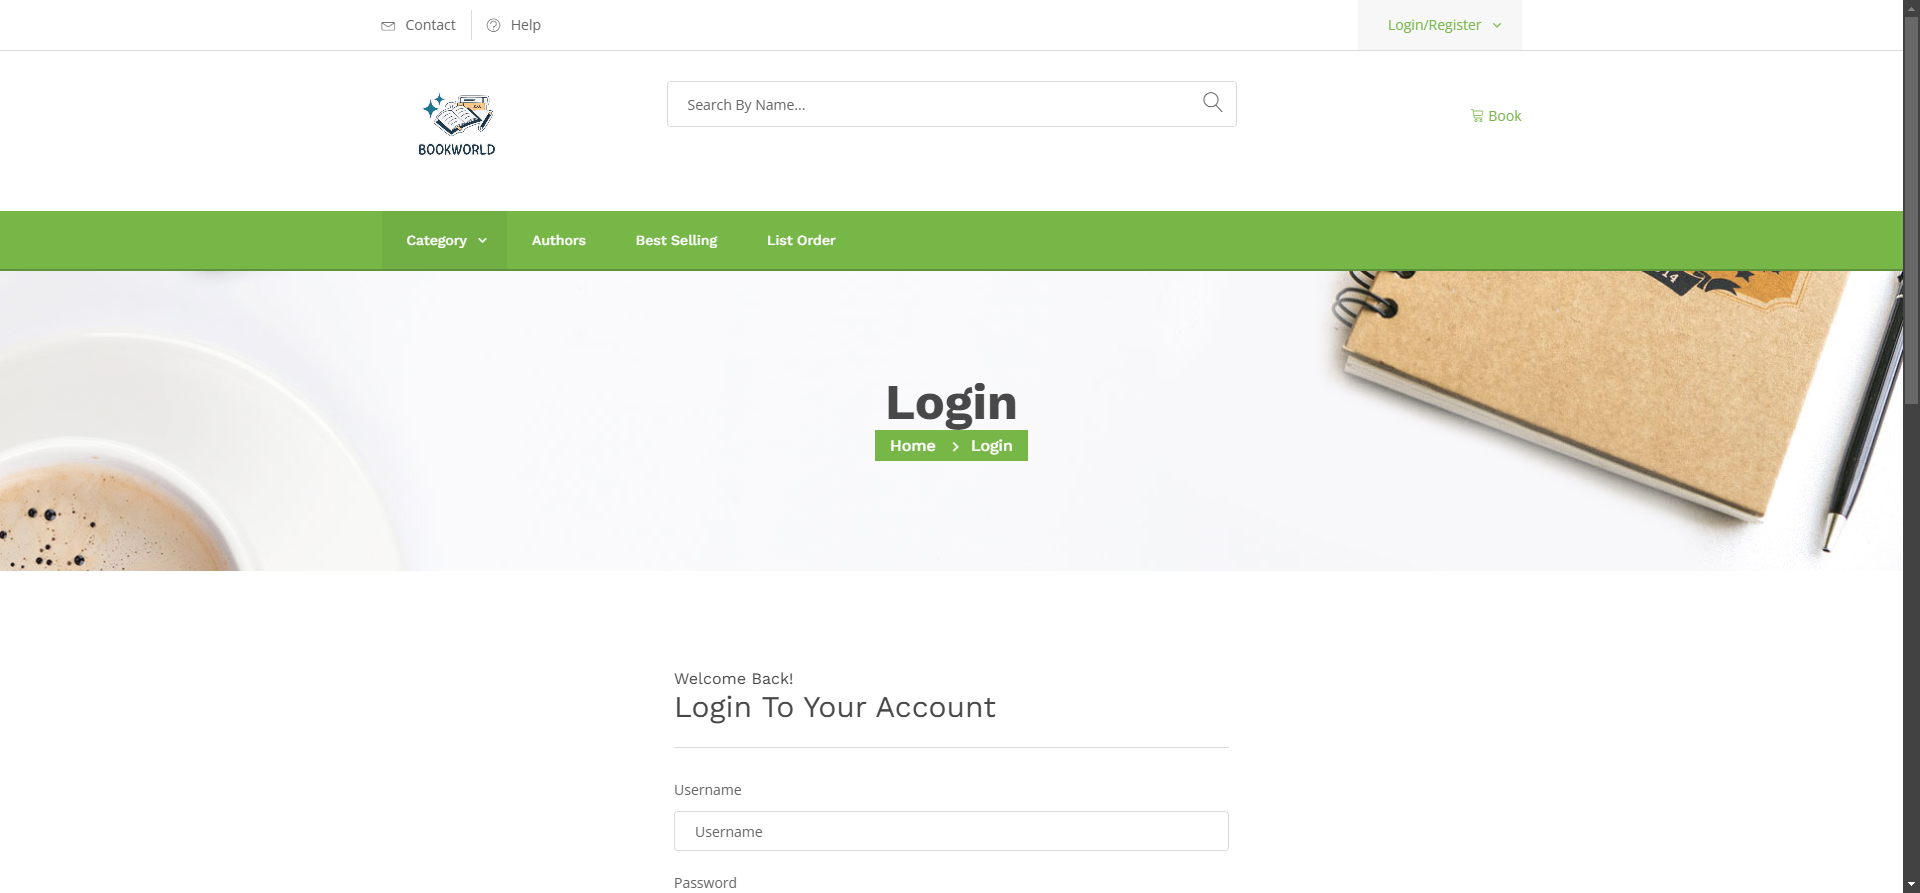 Contact
Help
Login/Register
BOOKWORLD
Search By Name...
Book
Category
Authors
Best Selling
List Order
14
Login
Home
Login
Welcome Back!
Login To Your Account
Username
Username
Password